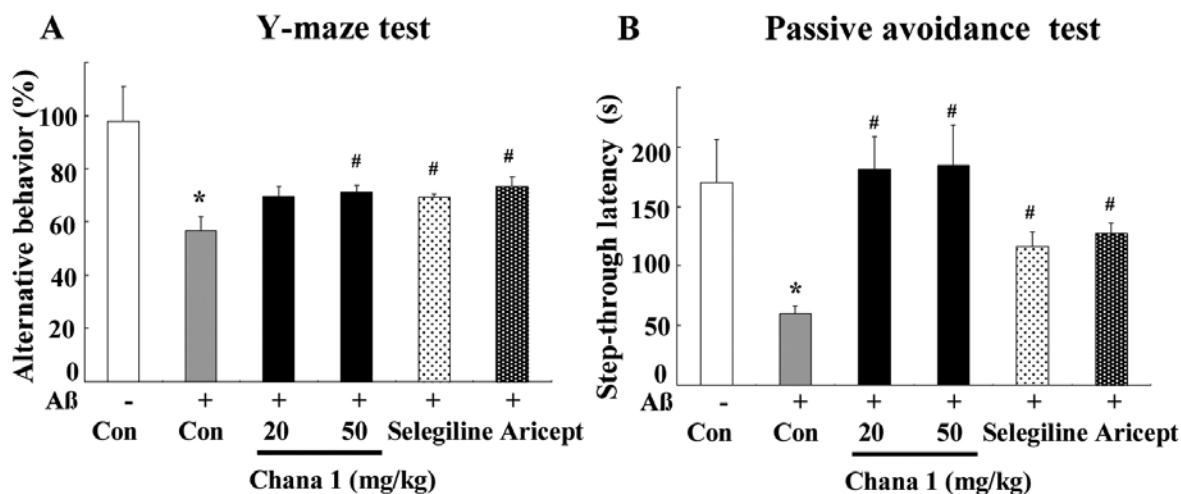 A Y-maze test
Alternative behavior (%)
100
80
60
40
20
0
*
#
#
#
Aß - + + + + +
Con Con 20 50 Selegiline Aricept
Chana 1 (mg/kg)
B Passive avoidance test
Step-through latency (s)
200
150
100
50
0
*
#
#
#
#
Aß - + + + + +
Con Con 20 50 Selegiline Aricept
Chana 1 (mg/kg)